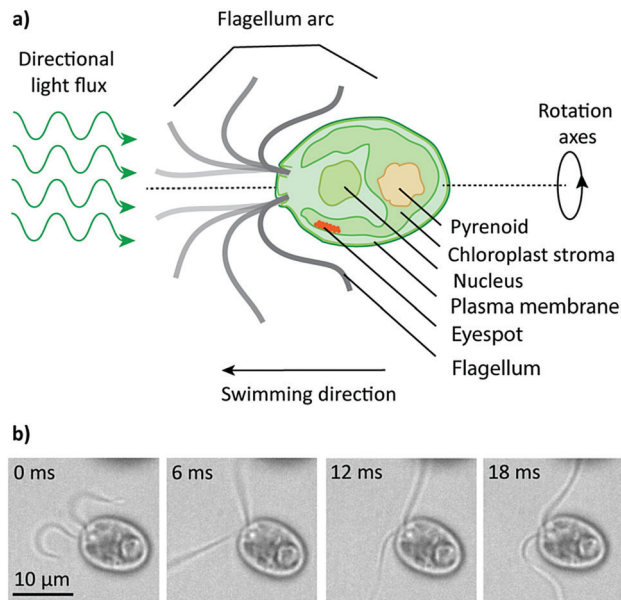 a)
Flagellum arc
Directional
light flux
Rotation
axes
Pyrenoid
Chloroplast stroma
Nucleus
Plasma membrane
Eyespot
Flagellum
Swimming direction
b)
0 ms
6 ms
12 ms
18 ms
10 μm